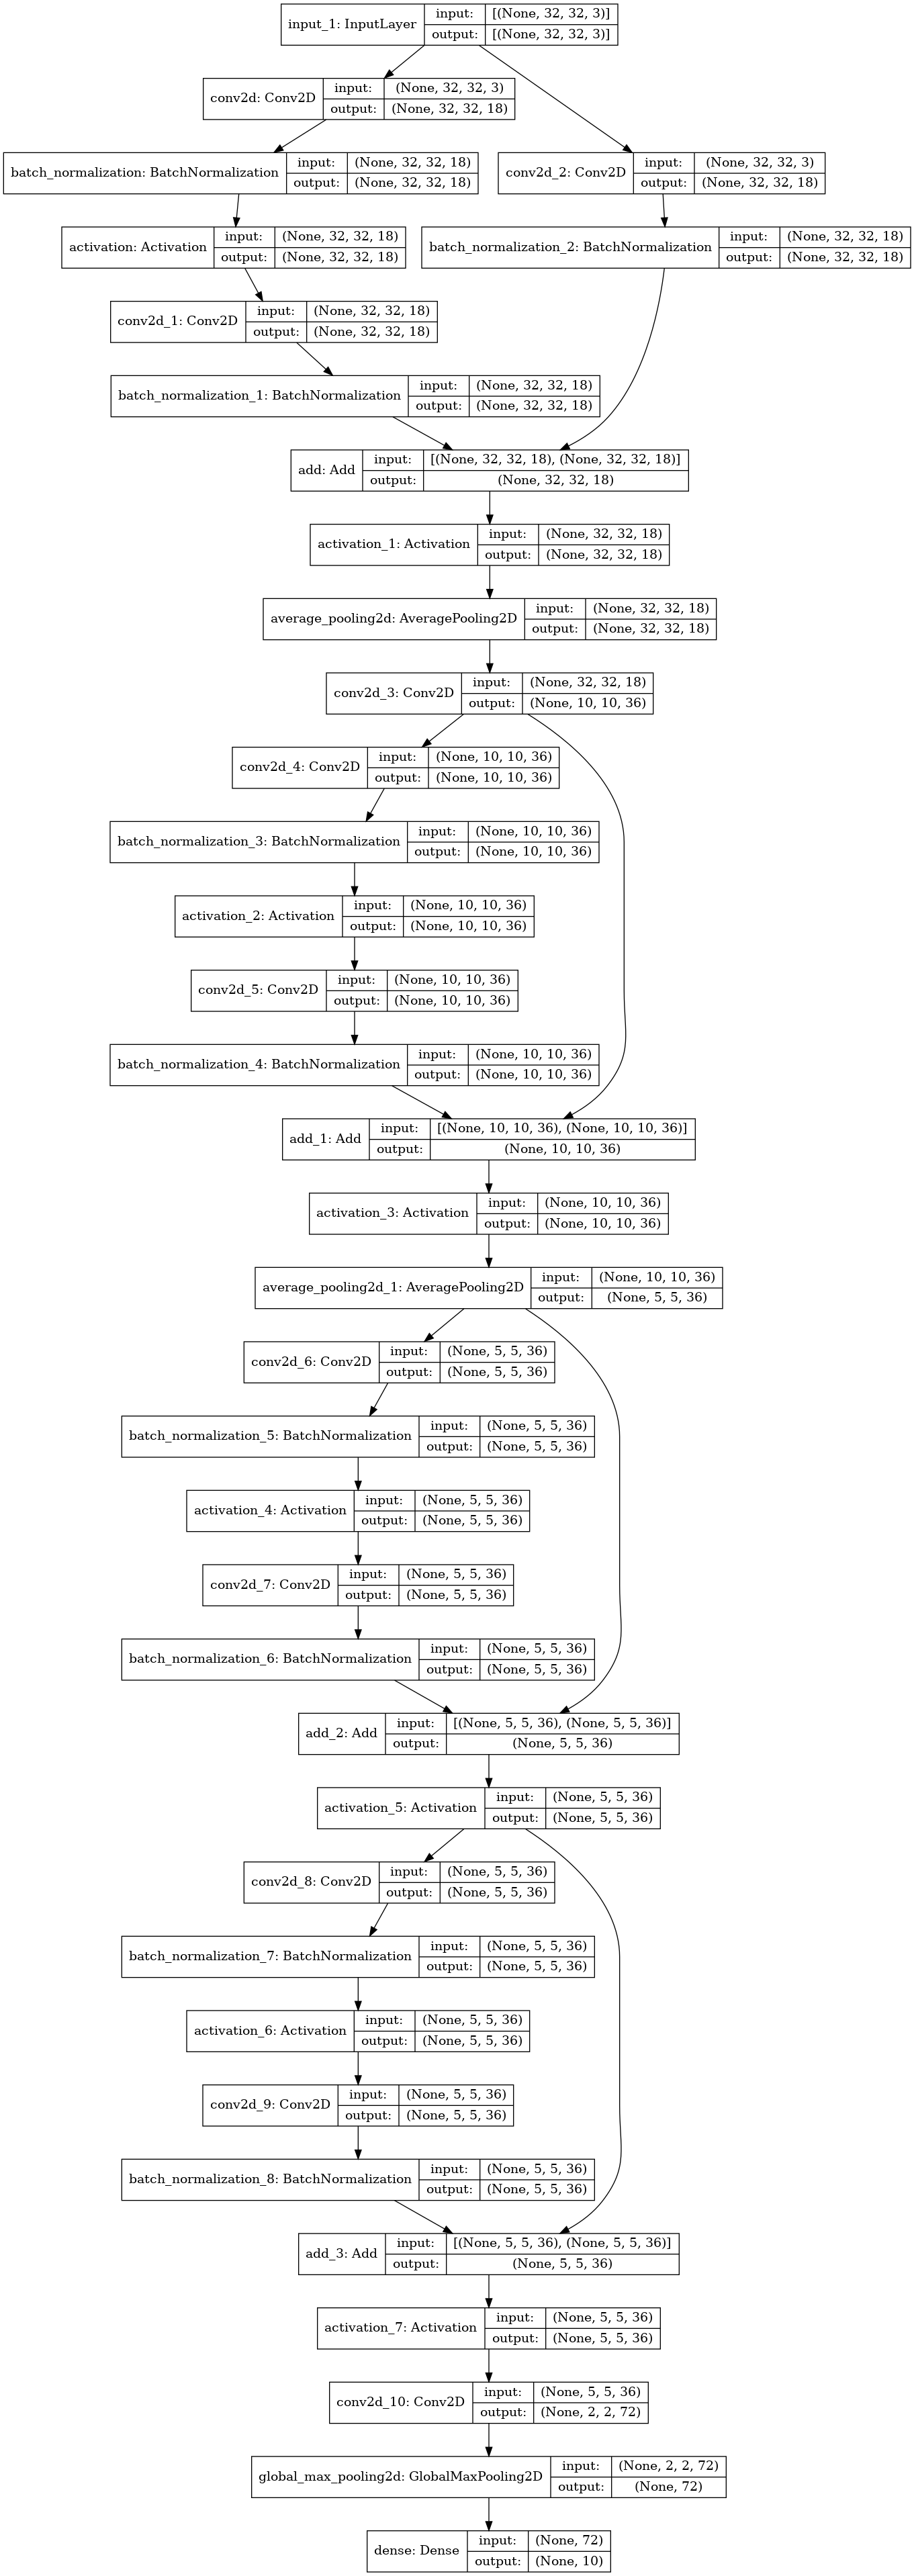 input_1: InputLayer
input: [(None, 32, 32, 3)]
output: [(None, 32, 32, 3)]
conv2d: Conv2D
input: (None, 32, 32, 3)
output: (None, 32, 32, 18)
batch_normalization: BatchNormalization
input: (None, 32, 32, 18)
output: (None, 32, 32, 18)
conv2d_2: Conv2D
input: (None, 32, 32, 3)
output: (None, 32, 32, 18)
activation: Activation
input: (None, 32, 32, 18)
output: (None, 32, 32, 18)
batch_normalization_2: BatchNormalization
input: (None, 32, 32, 18)
output: (None, 32, 32, 18)
conv2d_1: Conv2D
input: (None, 32, 32, 18)
output: (None, 32, 32, 18)
batch_normalization_1: BatchNormalization
input: (None, 32, 32, 18)
output: (None, 32, 32, 18)
add: Add
input: [(None, 32, 32, 18), (None, 32, 32, 18)]
output: (None, 32, 32, 18)
activation_1: Activation
input: (None, 32, 32, 18)
output: (None, 32, 32, 18)
average_pooling2d: AveragePooling2D
input: (None, 32, 32, 18)
output: (None, 32, 32, 18)
conv2d_3: Conv2D
input: (None, 32, 32, 18)
output: (None, 10, 10, 36)
conv2d_4: Conv2D
input: (None, 10, 10, 36)
output: (None, 10, 10, 36)
batch_normalization_3: BatchNormalization
input: (None, 10, 10, 36)
output: (None, 10, 10, 36)
activation_2: Activation
input: (None, 10, 10, 36)
output: (None, 10, 10, 36)
conv2d_5: Conv2D
input: (None, 10, 10, 36)
output: (None, 10, 10, 36)
batch_normalization_4: BatchNormalization
input: (None, 10, 10, 36)
output: (None, 10, 10, 36)
add_1: Add
input: [(None, 10, 10, 36), (None, 10, 10, 36)]
output: (None, 10, 10, 36)
activation_3: Activation
input: (None, 10, 10, 36)
output: (None, 10, 10, 36)
average_pooling2d_1: AveragePooling2D
input: (None, 10, 10, 36)
output: (None, 5, 5, 36)
conv2d_6: Conv2D
input: (None, 5, 5, 36)
output: (None, 5, 5, 36)
batch_normalization_5: BatchNormalization
input: (None, 5, 5, 36)
output: (None, 5, 5, 36)
activation_4: Activation
input: (None, 5, 5, 36)
output: (None, 5, 5, 36)
conv2d_7: Conv2D
input: (None, 5, 5, 36)
output: (None, 5, 5, 36)
batch_normalization_6: BatchNormalization
input: (None, 5, 5, 36)
output: (None, 5, 5, 36)
add_2: Add
input: [(None, 5, 5, 36), (None, 5, 5, 36)]
output: (None, 5, 5, 36)
activation_5: Activation
input: (None, 5, 5, 36)
output: (None, 5, 5, 36)
conv2d_8: Conv2D
input: (None, 5, 5, 36)
output: (None, 5, 5, 36)
batch_normalization_7: BatchNormalization
input: (None, 5, 5, 36)
output: (None, 5, 5, 36)
activation_6: Activation
input: (None, 5, 5, 36)
output: (None, 5, 5, 36)
conv2d_9: Conv2D
input: (None, 5, 5, 36)
output: (None, 5, 5, 36)
batch_normalization_8: BatchNormalization
input: (None, 5, 5, 36)
output: (None, 5, 5, 36)
add_3: Add
input: [(None, 5, 5, 36), (None, 5, 5, 36)]
output: (None, 5, 5, 36)
activation_7: Activation
input: (None, 5, 5, 36)
output: (None, 5, 5, 36)
conv2d_10: Conv2D
input: (None, 5, 5, 36)
output: (None, 2, 2, 72)
global_max_pooling2d: GlobalMaxPooling2D
input: (None, 2, 2, 72)
output: (None, 72)
dense: Dense
input: (None, 72)
output: (None, 10)